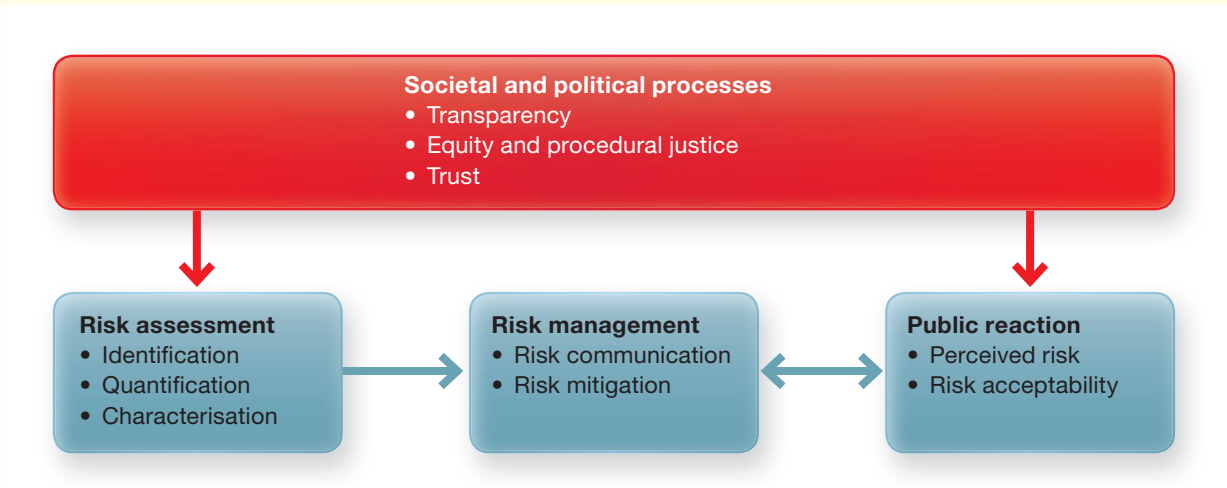 Societal and political processes
• Transparency
• Equity and procedural justice
• Trust
Risk assessment
• Identification
• Quantification
• Characterisation
Risk management
• Risk communication
• Risk mitigation
Public reaction
• Perceived risk
• Risk acceptability